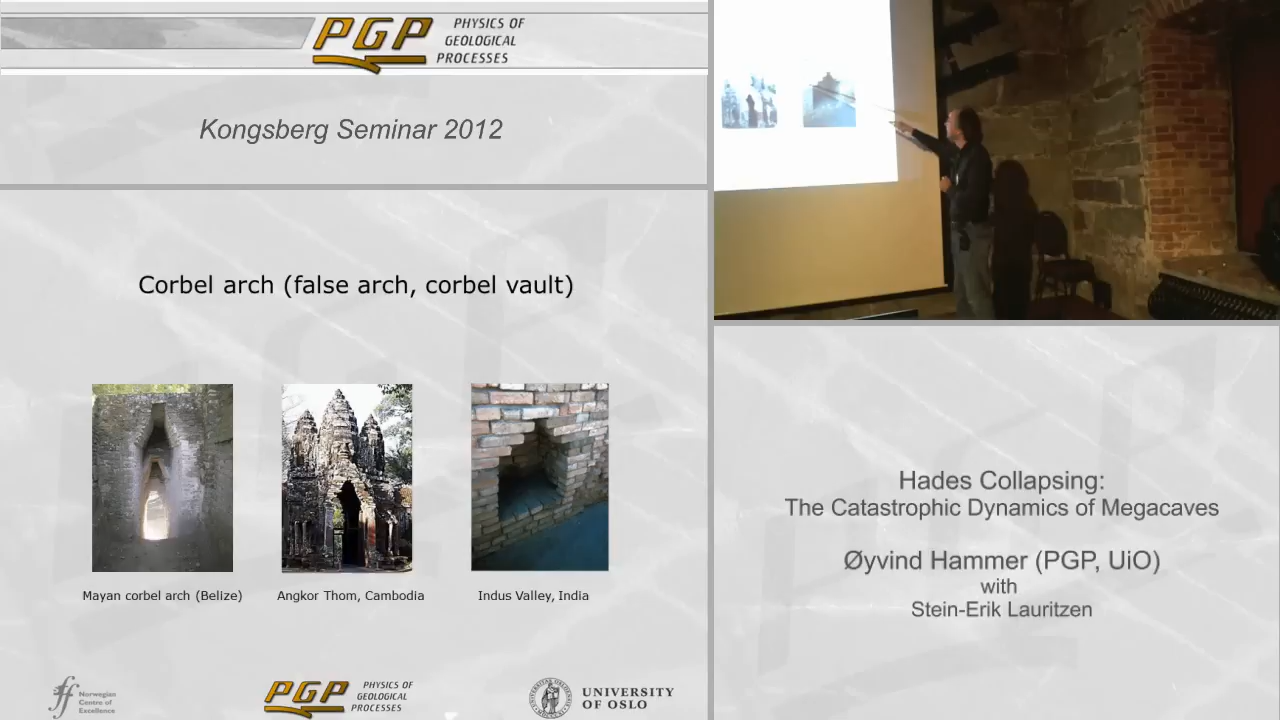 PGP PHYSICS OF
GEOLOGICAL
PROCESSES
Kongsberg Seminar 2012
Corbel arch (false arch, corbel vault)
Mayan corbel arch (Belize)
Angkor Thom, Cambodia
Indus Valley, India
Norwegian
Centre of
Excellence
PGP PHYSICS OF
GEOLOGICAL
PROCESSES
UNIVERSITY
OF OSLO
Hades Collapsing:
The Catastrophic Dynamics of Megacaves
Øyvind Hammer (PGP, UiO)
with
Stein-Erik Lauritzen